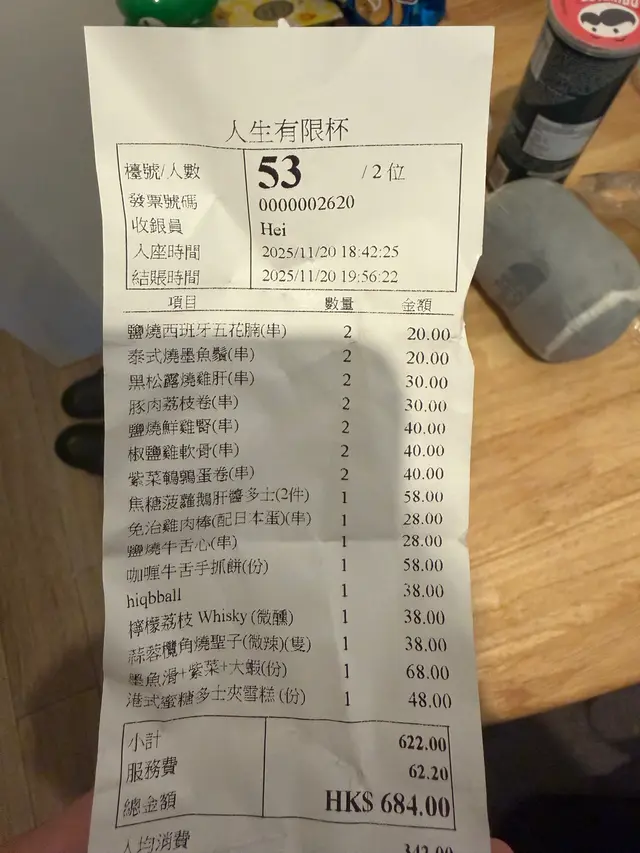 人生有限杯
檯號/人數 53 /2 位
發票號碼 0000002620
收銀員 Hei
入座時間 2025/11/20 18:42:25
結賬時間 2025/11/20 19:56:22
項目 數量 金額
鹽燒西班牙五花腩(串) 2 20.00
泰式燒墨魚鬚(串) 2 20.00
黑松露燒雞肝(串) 2 30.00
豚肉荔枝卷(串) 2 30.00
鹽燒鮮雞腎(串) 2 40.00
椒鹽雞軟骨(串) 2 40.00
紫菜鵪鶉蛋卷(串) 2 40.00
焦糖菠蘿鵝肝醬多士(2件) 1 58.00
免治雞肉棒(配日本蛋)(串) 1 28.00
鹽燒牛舌心(串) 1 28.00
咖喱牛舌手抓餅(份) 1 58.00
hiqbball 1 38.00
檸檬荔枝 Whisky (微醺) 1 38.00
蒜蓉欖角燒聖子(微辣)(隻) 1 38.00
墨魚滑+紫菜+大蝦(份) 1 68.00
港式蜜糖多士夾雪糕 (份) 1 48.00
小計 622.00
服務費 62.20
總金額 HK$ 684.00
人均消費 342.00